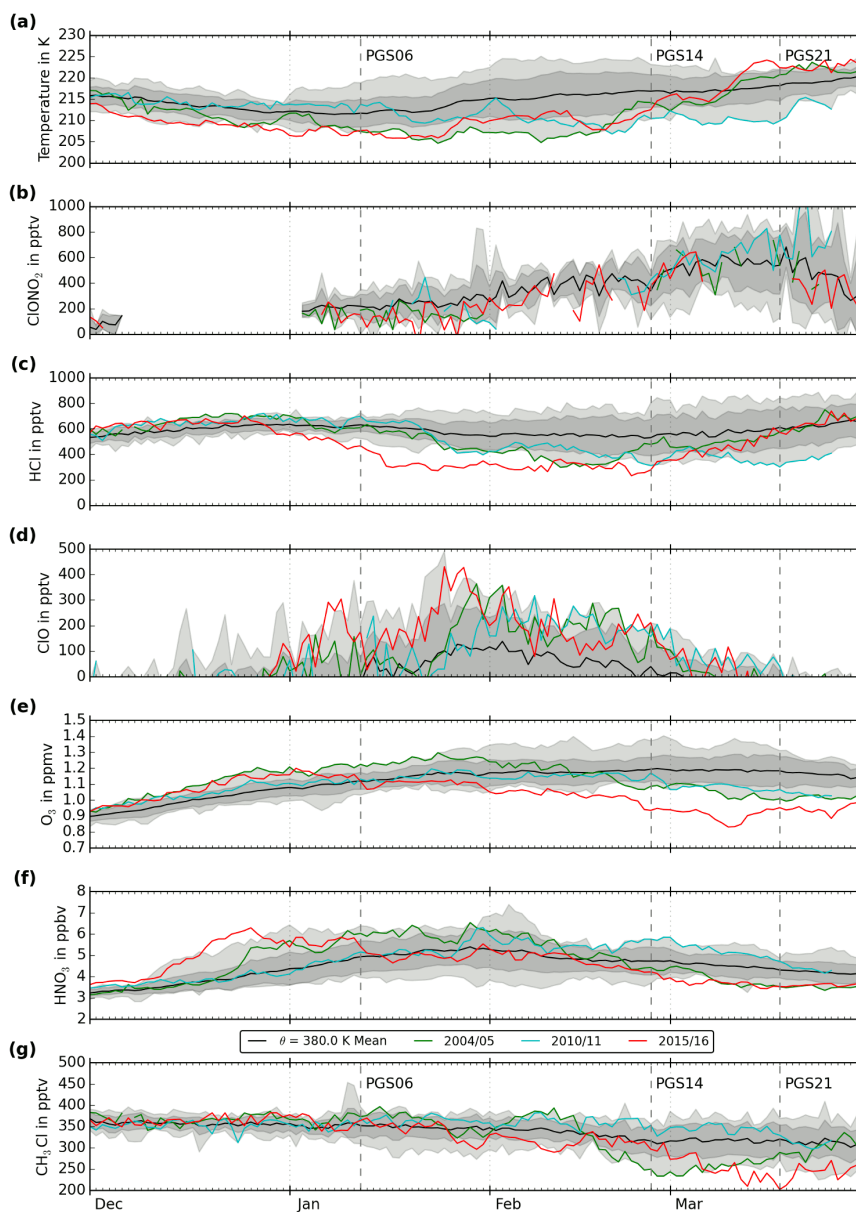 (a)
Temperature in K
230
225
220
215
210
205
200
PGS06
PGS14
PGS21
(b)
ClONO₂ in pptv
1000
800
600
400
200
0
(c)
HCl in pptv
1000
800
600
400
200
0
(d)
ClO in pptv
500
400
300
200
100
0
(e)
O₃ in ppmv
1.5
1.4
1.3
1.2
1.1
1.0
0.9
0.8
0.7
(f)
HNO₃ in ppbv
8
7
6
5
4
3
2
θ = 380.0 K Mean
2004/05
2010/11
2015/16
(g)
CH₃Cl in pptv
500
450
400
350
300
250
200
PGS06
PGS14
PGS21
Dec
Jan
Feb
Mar